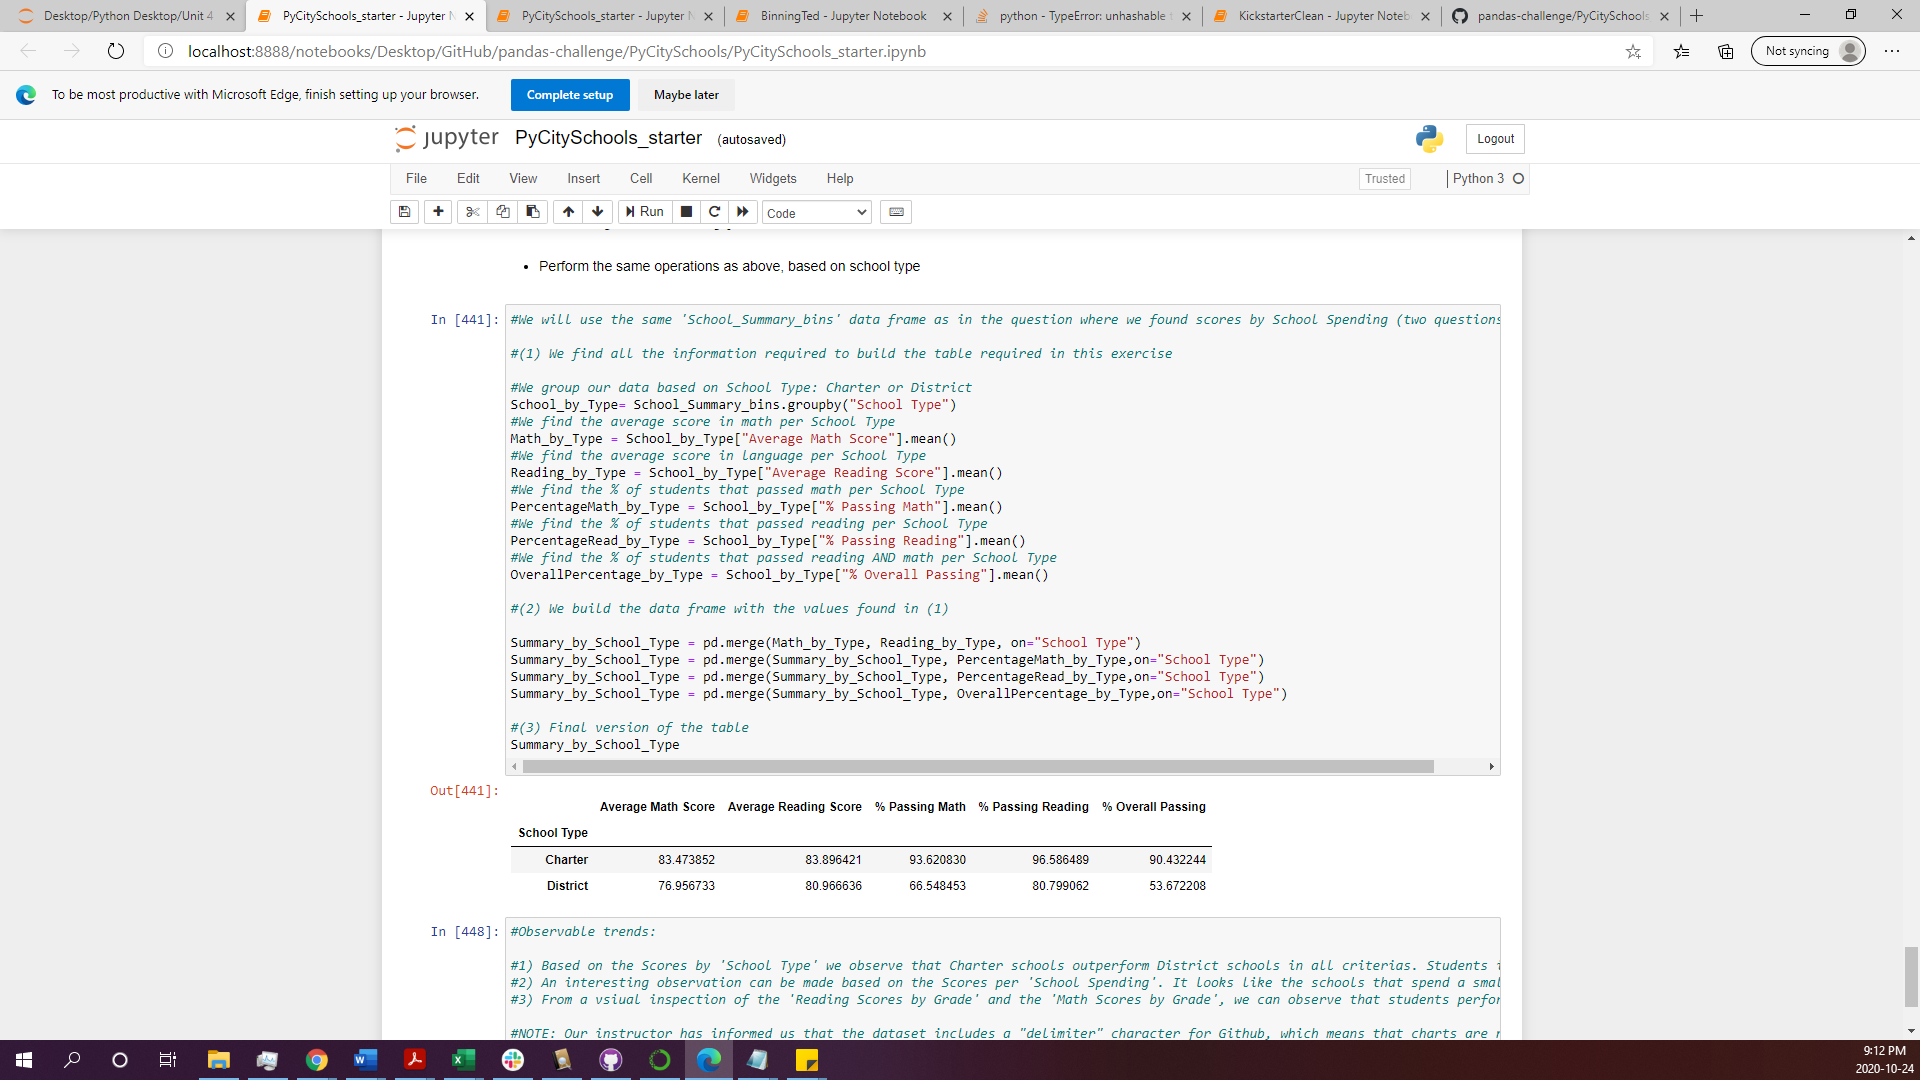 Desktop/Python Desktop/Unit 4
PyCitySchools_starter - Jupyter N
PyCitySchools_starter - Jupyter N
BinningTed - Jupyter Notebook
python - TypeError: unhashable t
KickstarterClean - Jupyter Noteb
pandas-challenge/PyCitySchools
localhost:8888/notebooks/Desktop/GitHub/pandas-challenge/PyCitySchools/PyCitySchools_starter.ipynb
Not syncing
To be most productive with Microsoft Edge, finish setting up your browser.
Complete setup
Maybe later
jupyter PyCitySchools_starter (autosaved)
Logout
File Edit View Insert Cell Kernel Widgets Help
Trusted
Python 3
Run
Code
• Perform the same operations as above, based on school type
In [441]:
#We will use the same 'School_Summary_bins' data frame as in the question where we found scores by School Spending (two questions
#(1) We find all the information required to build the table required in this exercise
#We group our data based on School Type: Charter or District
School_by_Type= School_Summary_bins.groupby("School Type")
#We find the average score in math per School Type
Math_by_Type = School_by_Type["Average Math Score"].mean()
#We find the average score in language per School Type
Reading_by_Type = School_by_Type["Average Reading Score"].mean()
#We find the % of students that passed math per School Type
PercentageMath_by_Type = School_by_Type["% Passing Math"].mean()
#We find the % of students that passed reading per School Type
PercentageRead_by_Type = School_by_Type["% Passing Reading"].mean()
#We find the % of students that passed reading AND math per School Type
OverallPercentage_by_Type = School_by_Type["% Overall Passing"].mean()
#(2) We build the data frame with the values found in (1)
Summary_by_School_Type = pd.merge(Math_by_Type, Reading_by_Type, on="School Type")
Summary_by_School_Type = pd.merge(Summary_by_School_Type, PercentageMath_by_Type,on="School Type")
Summary_by_School_Type = pd.merge(Summary_by_School_Type, PercentageRead_by_Type,on="School Type")
Summary_by_School_Type = pd.merge(Summary_by_School_Type, OverallPercentage_by_Type,on="School Type")
#(3) Final version of the table
Summary_by_School_Type
Out[441]:
Average Math Score Average Reading Score % Passing Math % Passing Reading % Overall Passing
School Type
Charter 83.473852 83.896421 93.620830 96.586489 90.432244
District 76.956733 80.966636 66.548453 80.799062 53.672208
In [448]:
#Observable trends:
#1) Based on the Scores by 'School Type' we observe that Charter schools outperform District schools in all criterias. Students i
#2) An interesting observation can be made based on the Scores per 'School Spending'. It looks like the schools that spend a smal
#3) From a vsiual inspection of the 'Reading Scores by Grade' and the 'Math Scores by Grade', we can observe that students perfor
#NOTE: Our instructor has informed us that the dataset includes a "delimiter" character for Github, which means that charts are
9:12 PM
2020-10-24